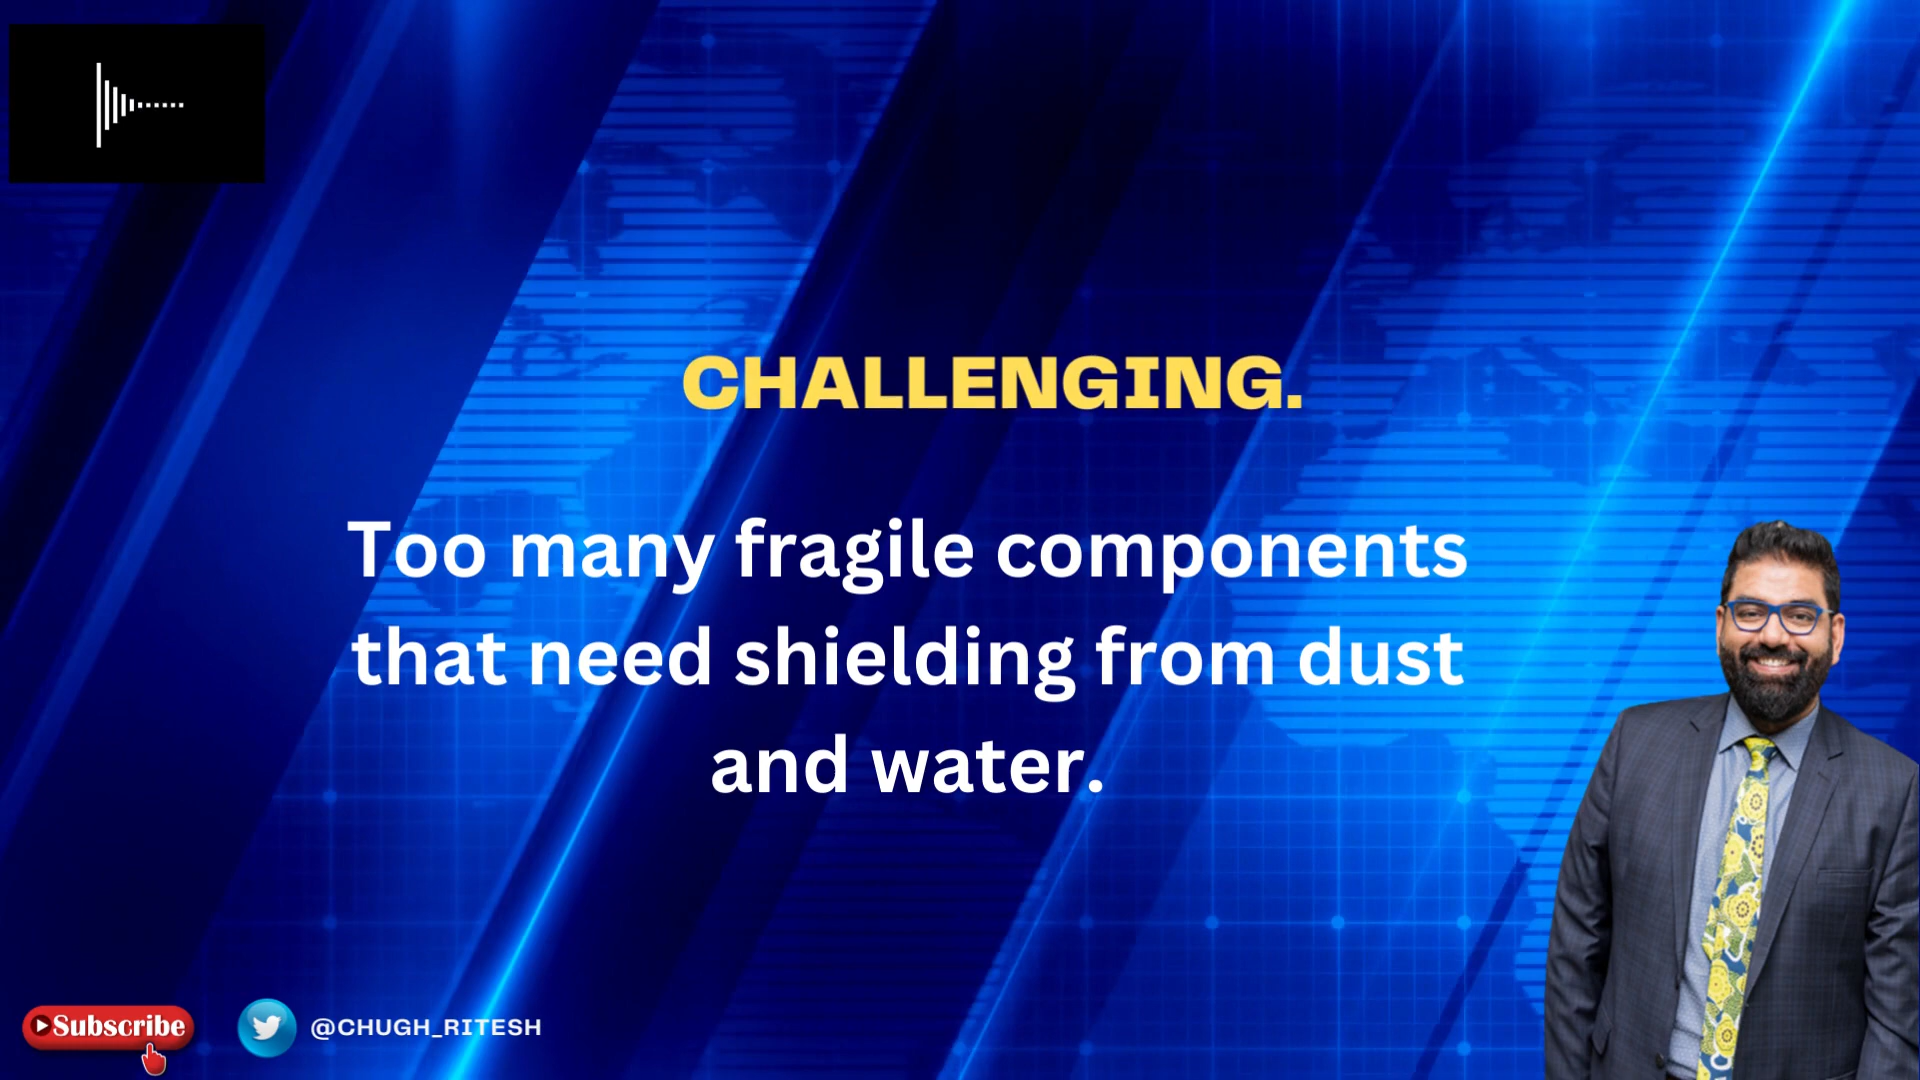 CHALLENGING.
Too many fragile components
that need shielding from dust
and water.
Subscribe
@CHUGH_RITESH